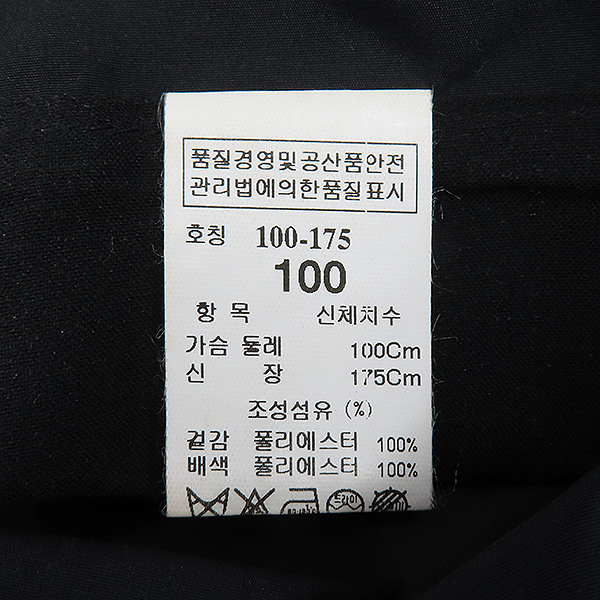 품질경영및공산품안전
관리법에의한품질표시
호칭 100-175
100
항 목 신체치수
가슴 둘레 100Cm
신 장 175Cm
조성섬유 (%)
겉감 폴리에스터 100%
배색 폴리에스터 100%
드라이